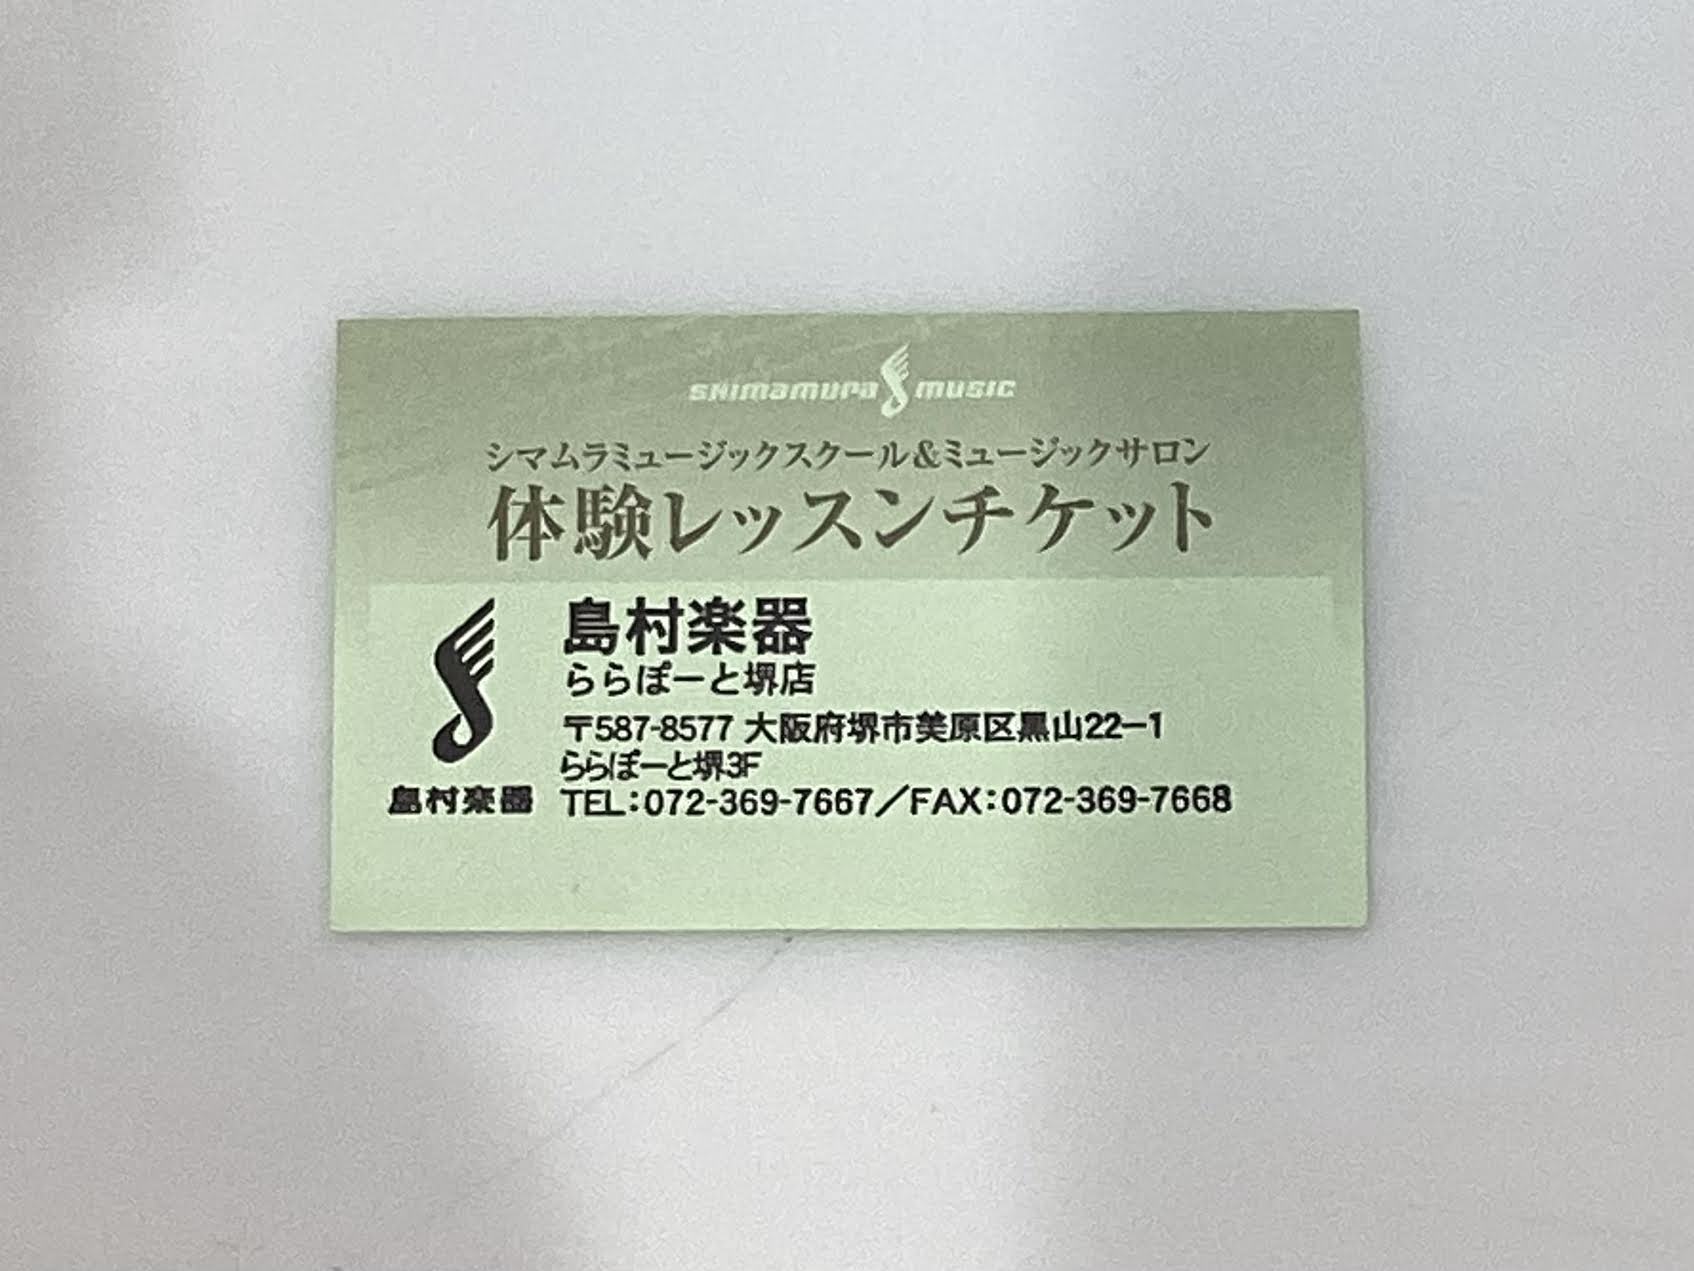 SHIMAMURA MUSIC
シマムラミュージックスクール&ミュージックサロン
体験レッスンチケット
島村楽器
ららぽーと堺店
〒587-8577 大阪府堺市美原区黒山22−1
ららぽーと堺3F
島村楽器
TEL:072-369-7667／FAX:072-369-7668